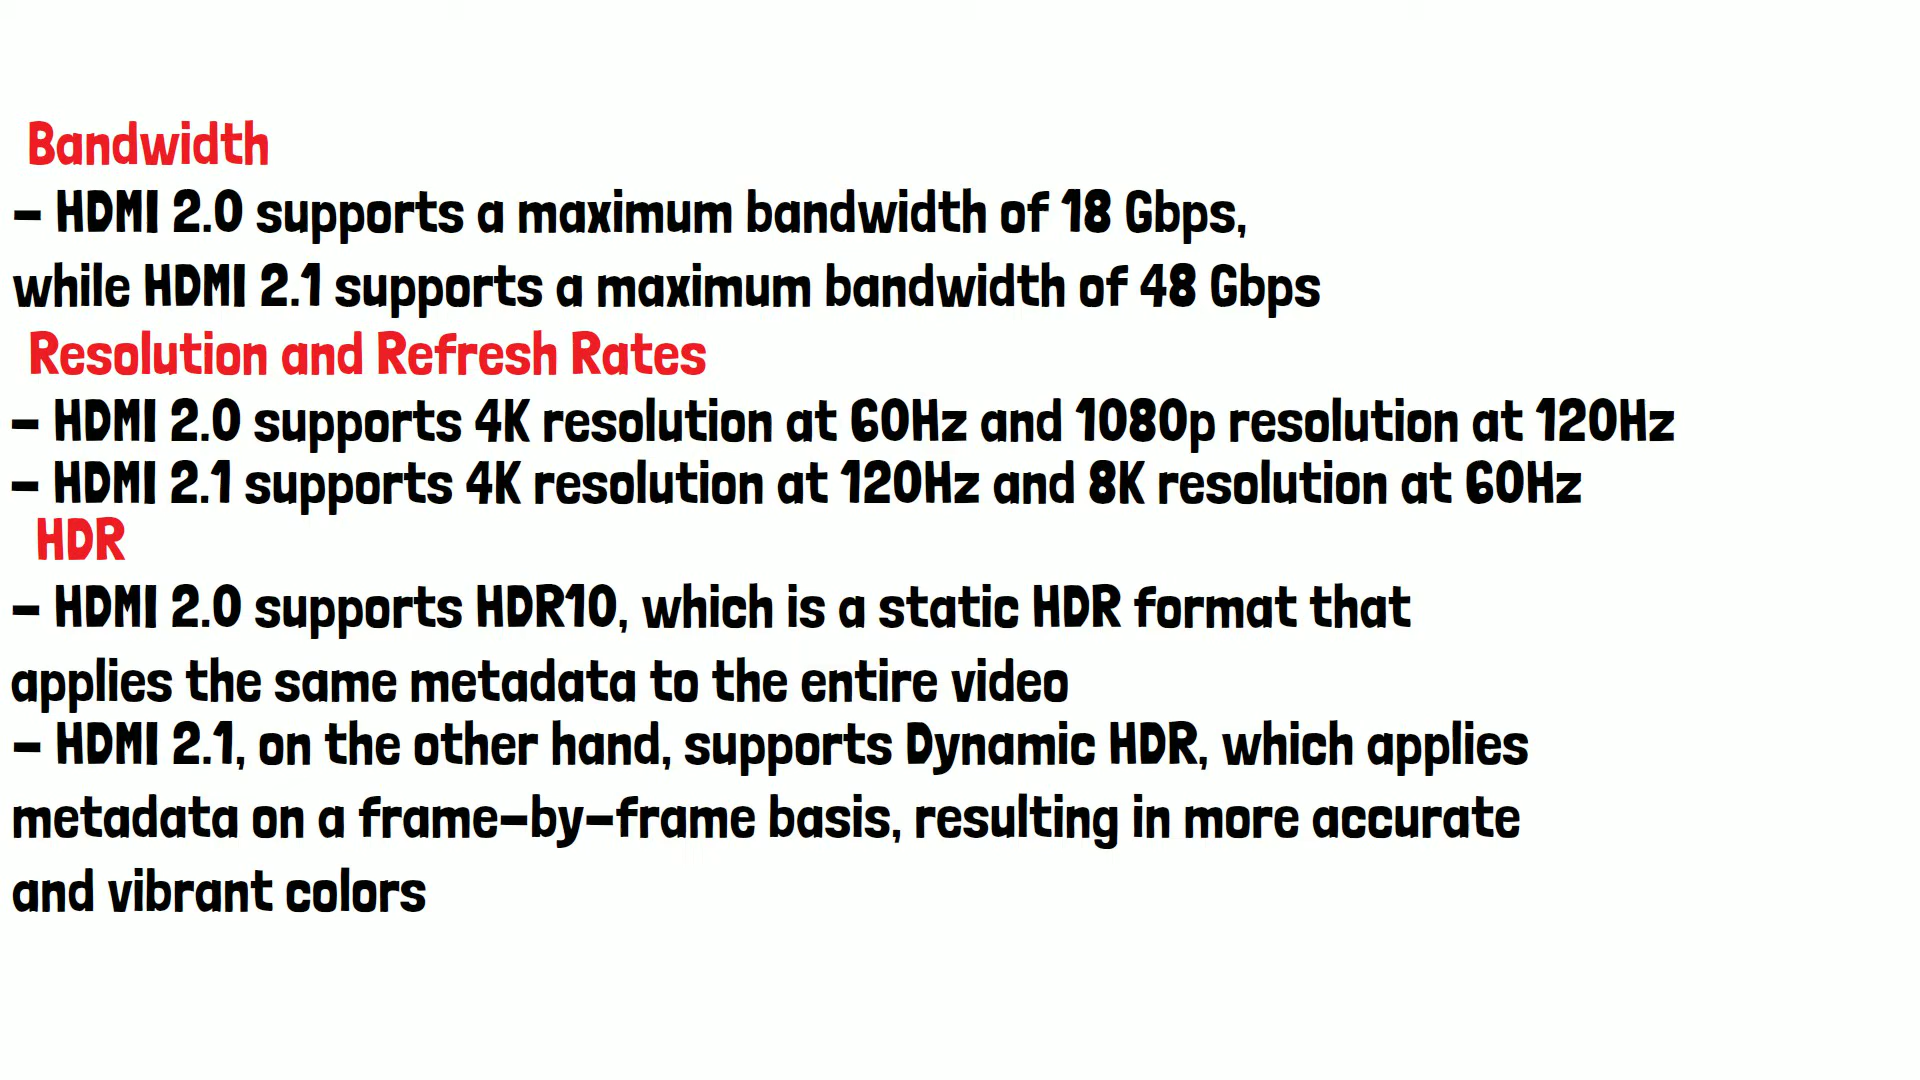 Bandwidth
- HDMI 2.0 supports a maximum bandwidth of 18 Gbps,
while HDMI 2.1 supports a maximum bandwidth of 48 Gbps
Resolution and Refresh Rates
- HDMI 2.0 supports 4K resolution at 60Hz and 1080p resolution at 120Hz
- HDMI 2.1 supports 4K resolution at 120Hz and 8K resolution at 60Hz
HDR
- HDMI 2.0 supports HDR10, which is a static HDR format that
applies the same metadata to the entire video
- HDMI 2.1, on the other hand, supports Dynamic HDR, which applies
metadata on a frame-by-frame basis, resulting in more accurate
and vibrant colors